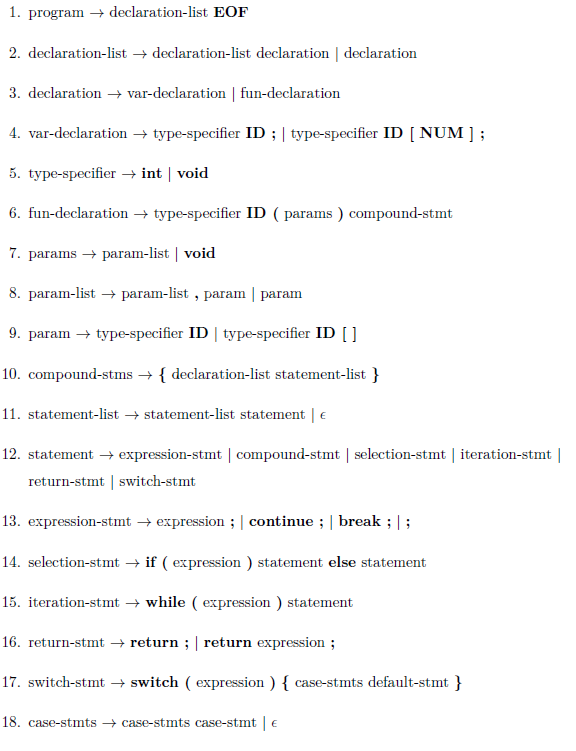 1. program → declaration-list EOF
2. declaration-list → declaration-list declaration | declaration
3. declaration → var-declaration | fun-declaration
4. var-declaration → type-specifier ID ; | type-specifier ID [ NUM ] ;
5. type-specifier → int | void
6. fun-declaration → type-specifier ID ( params ) compound-stmt
7. params → param-list | void
8. param-list → param-list , param | param
9. param → type-specifier ID | type-specifier ID [ ]
10. compound-stms → { declaration-list statement-list }
11. statement-list → statement-list statement | ϵ
12. statement → expression-stmt | compound-stmt | selection-stmt | iteration-stmt |
return-stmt | switch-stmt
13. expression-stmt → expression ; | continue ; | break ; | ;
14. selection-stmt → if ( expression ) statement else statement
15. iteration-stmt → while ( expression ) statement
16. return-stmt → return ; | return expression ;
17. switch-stmt → switch ( expression ) { case-stmts default-stmt }
18. case-stmts → case-stmts case-stmt | ϵ